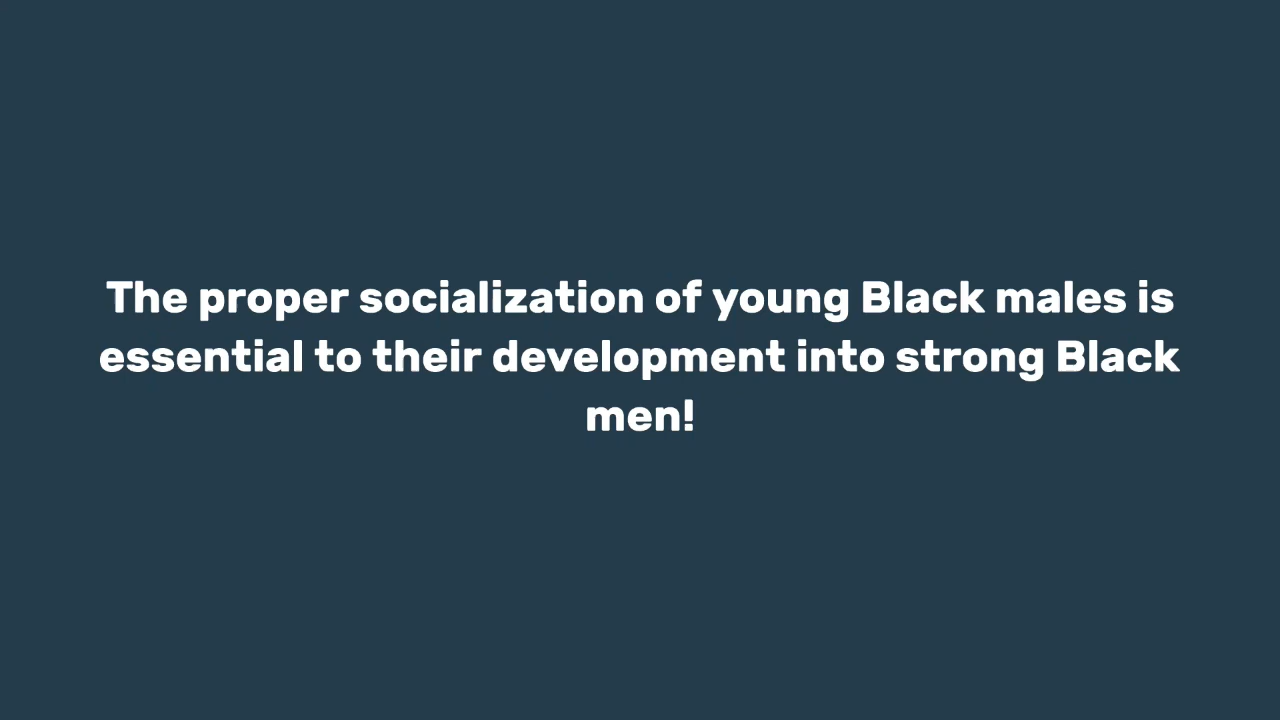 The proper socialization of young Black males is
essential to their development into strong Black
men!